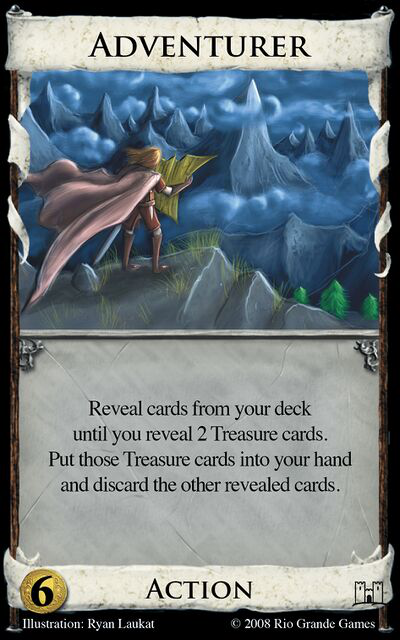 ADVENTURER
Reveal cards from your deck
until you reveal 2 Treasure cards.
Put those Treasure cards into your hand
and discard the other revealed cards.
6
ACTION
Illustration: Ryan Laukat
© 2008 Rio Grande Games